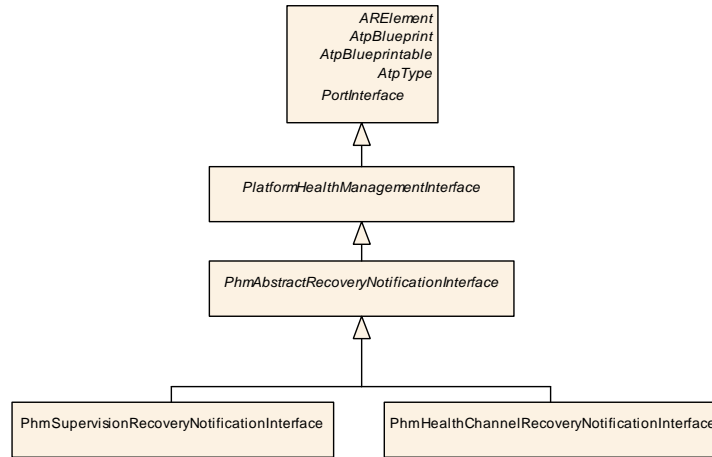 ARElement
AtpBlueprint
AtpBlueprintable
AtpType
PortInterface
PlatformHealthManagementInterface
PhmAbstractRecoveryNotificationInterface
PhmSupervisionRecoveryNotificationInterface
PhmHealthChannelRecoveryNotificationInterface